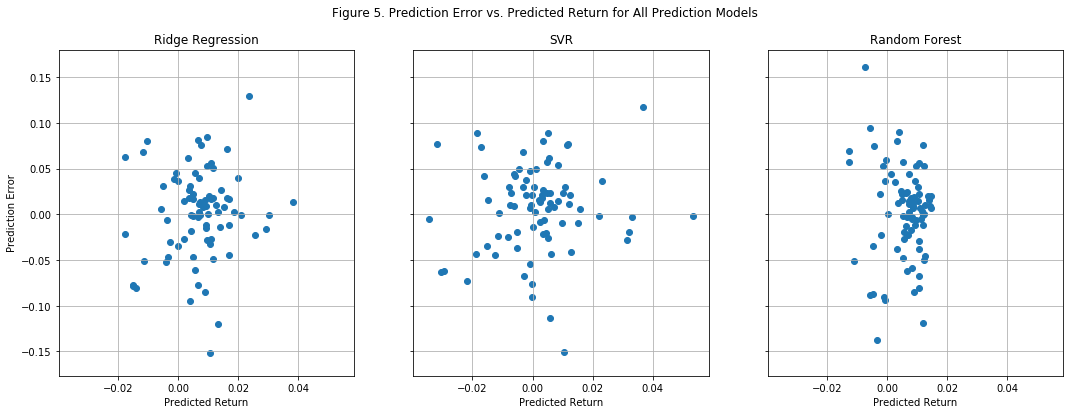 Figure 5. Prediction Error vs. Predicted Return for All Prediction Models
Ridge Regression
SVR
Random Forest
Prediction Error
0.15
0.10
0.05
0.00
−0.05
−0.10
−0.15
−0.02 0.00 0.02 0.04
−0.02 0.00 0.02 0.04
−0.02 0.00 0.02 0.04
Predicted Return
Predicted Return
Predicted Return